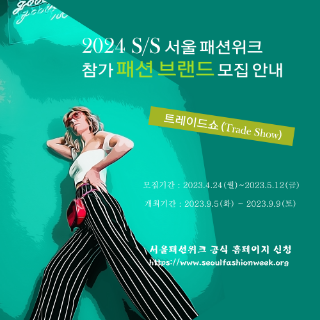 2024 S/S 서울 패션위크
참가 패션 브랜드 모집 안내
트레이드쇼 (Trade Show)
모집기간 : 2023.4.24(월)~2023.5.12(금)
개최기간 : 2023.9.5(화) ~ 2023.9.9(토)
서울패션위크 공식 홈페이지 신청
https://www.seoulfashionweek.org